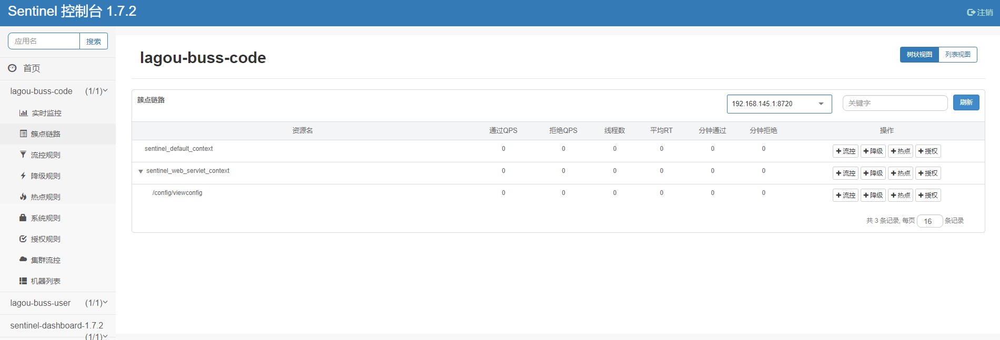 Sentinel 控制台 1.7.2
注销
应用名 搜索
首页
lagou-buss-code (1/1)
实时监控
簇点链路
流控规则
降级规则
热点规则
系统规则
授权规则
集群流控
机器列表
lagou-buss-user (1/1)
sentinel-dashboard-1.7.2
(1/1)
lagou-buss-code
树状视图 列表视图
簇点链路 192.168.145.1:8720 关键字 刷新
资源名 通过QPS 拒绝QPS 线程数 平均RT 分钟通过 分钟拒绝 操作
sentinel_default_context 0 0 0 0 0 0 +流控 +降级 +热点 +授权
sentinel_web_servlet_context 0 0 0 0 0 0 +流控 +降级 +热点 +授权
/config/viewconfig 0 0 0 0 0 0 +流控 +降级 +热点 +授权
共 3 条记录, 每页 16 条记录